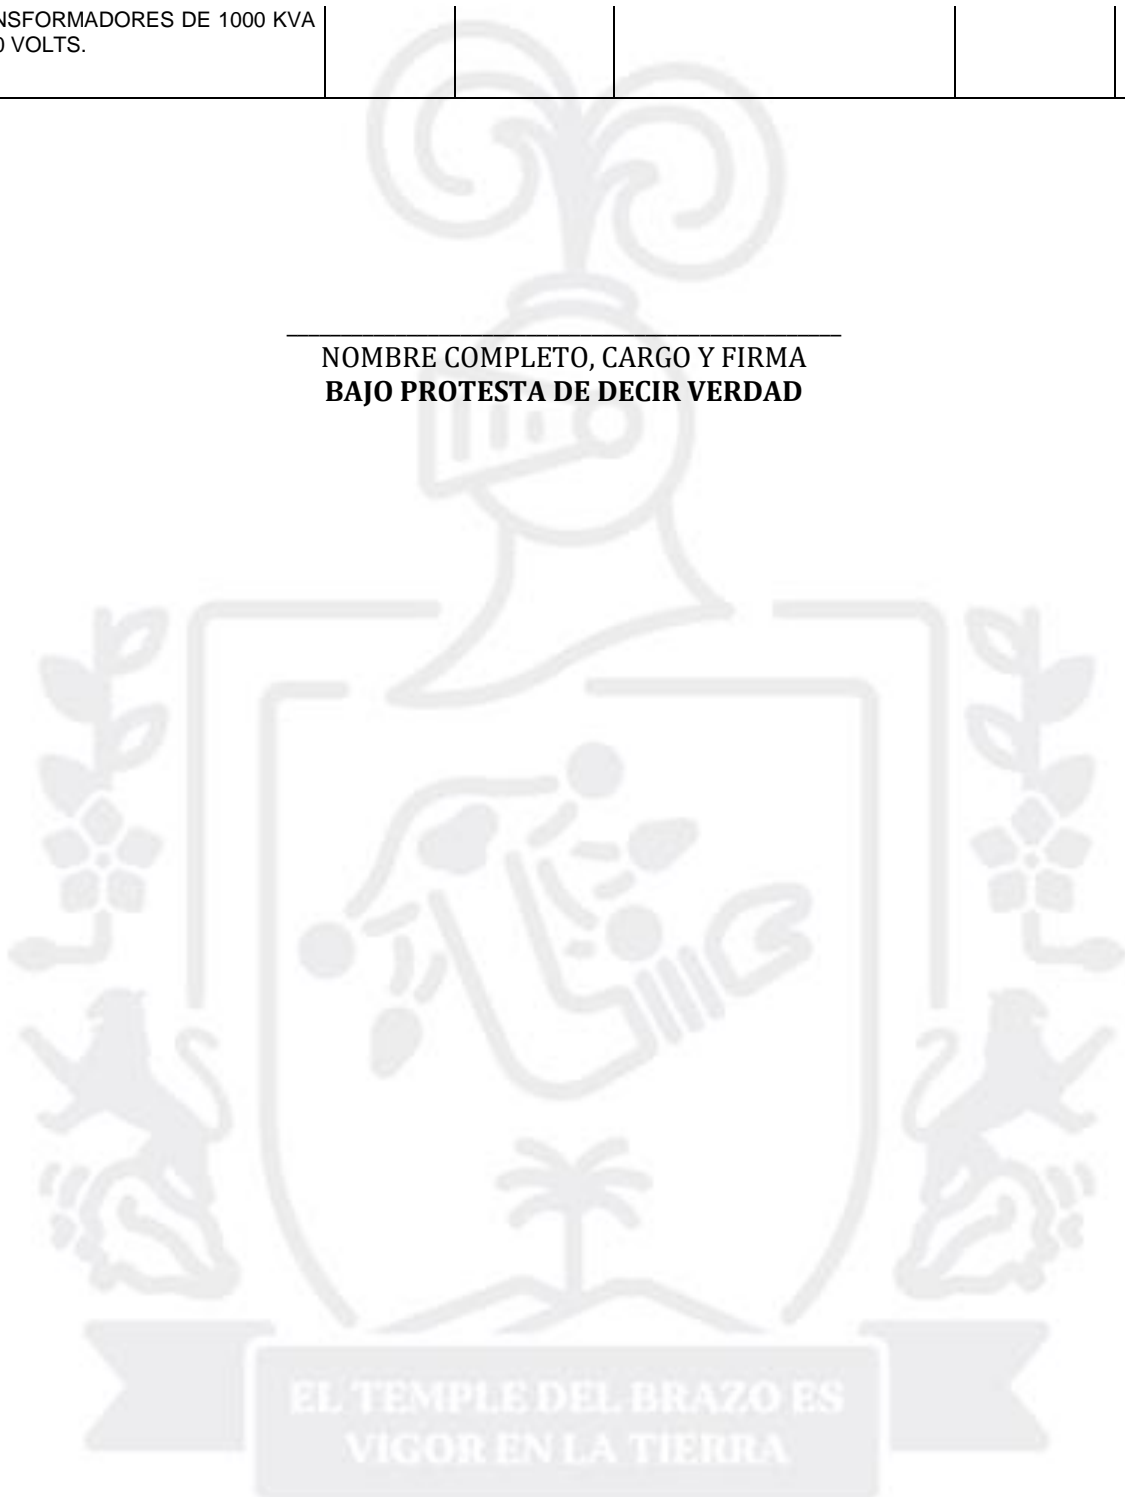 NSFORMADORES DE 1000 KVA
0 VOLTS.
NOMBRE COMPLETO, CARGO Y FIRMA
BAJO PROTESTA DE DECIR VERDAD
EL TEMPLE DEL BRAZO ES
VIGOR EN LA TIERRA